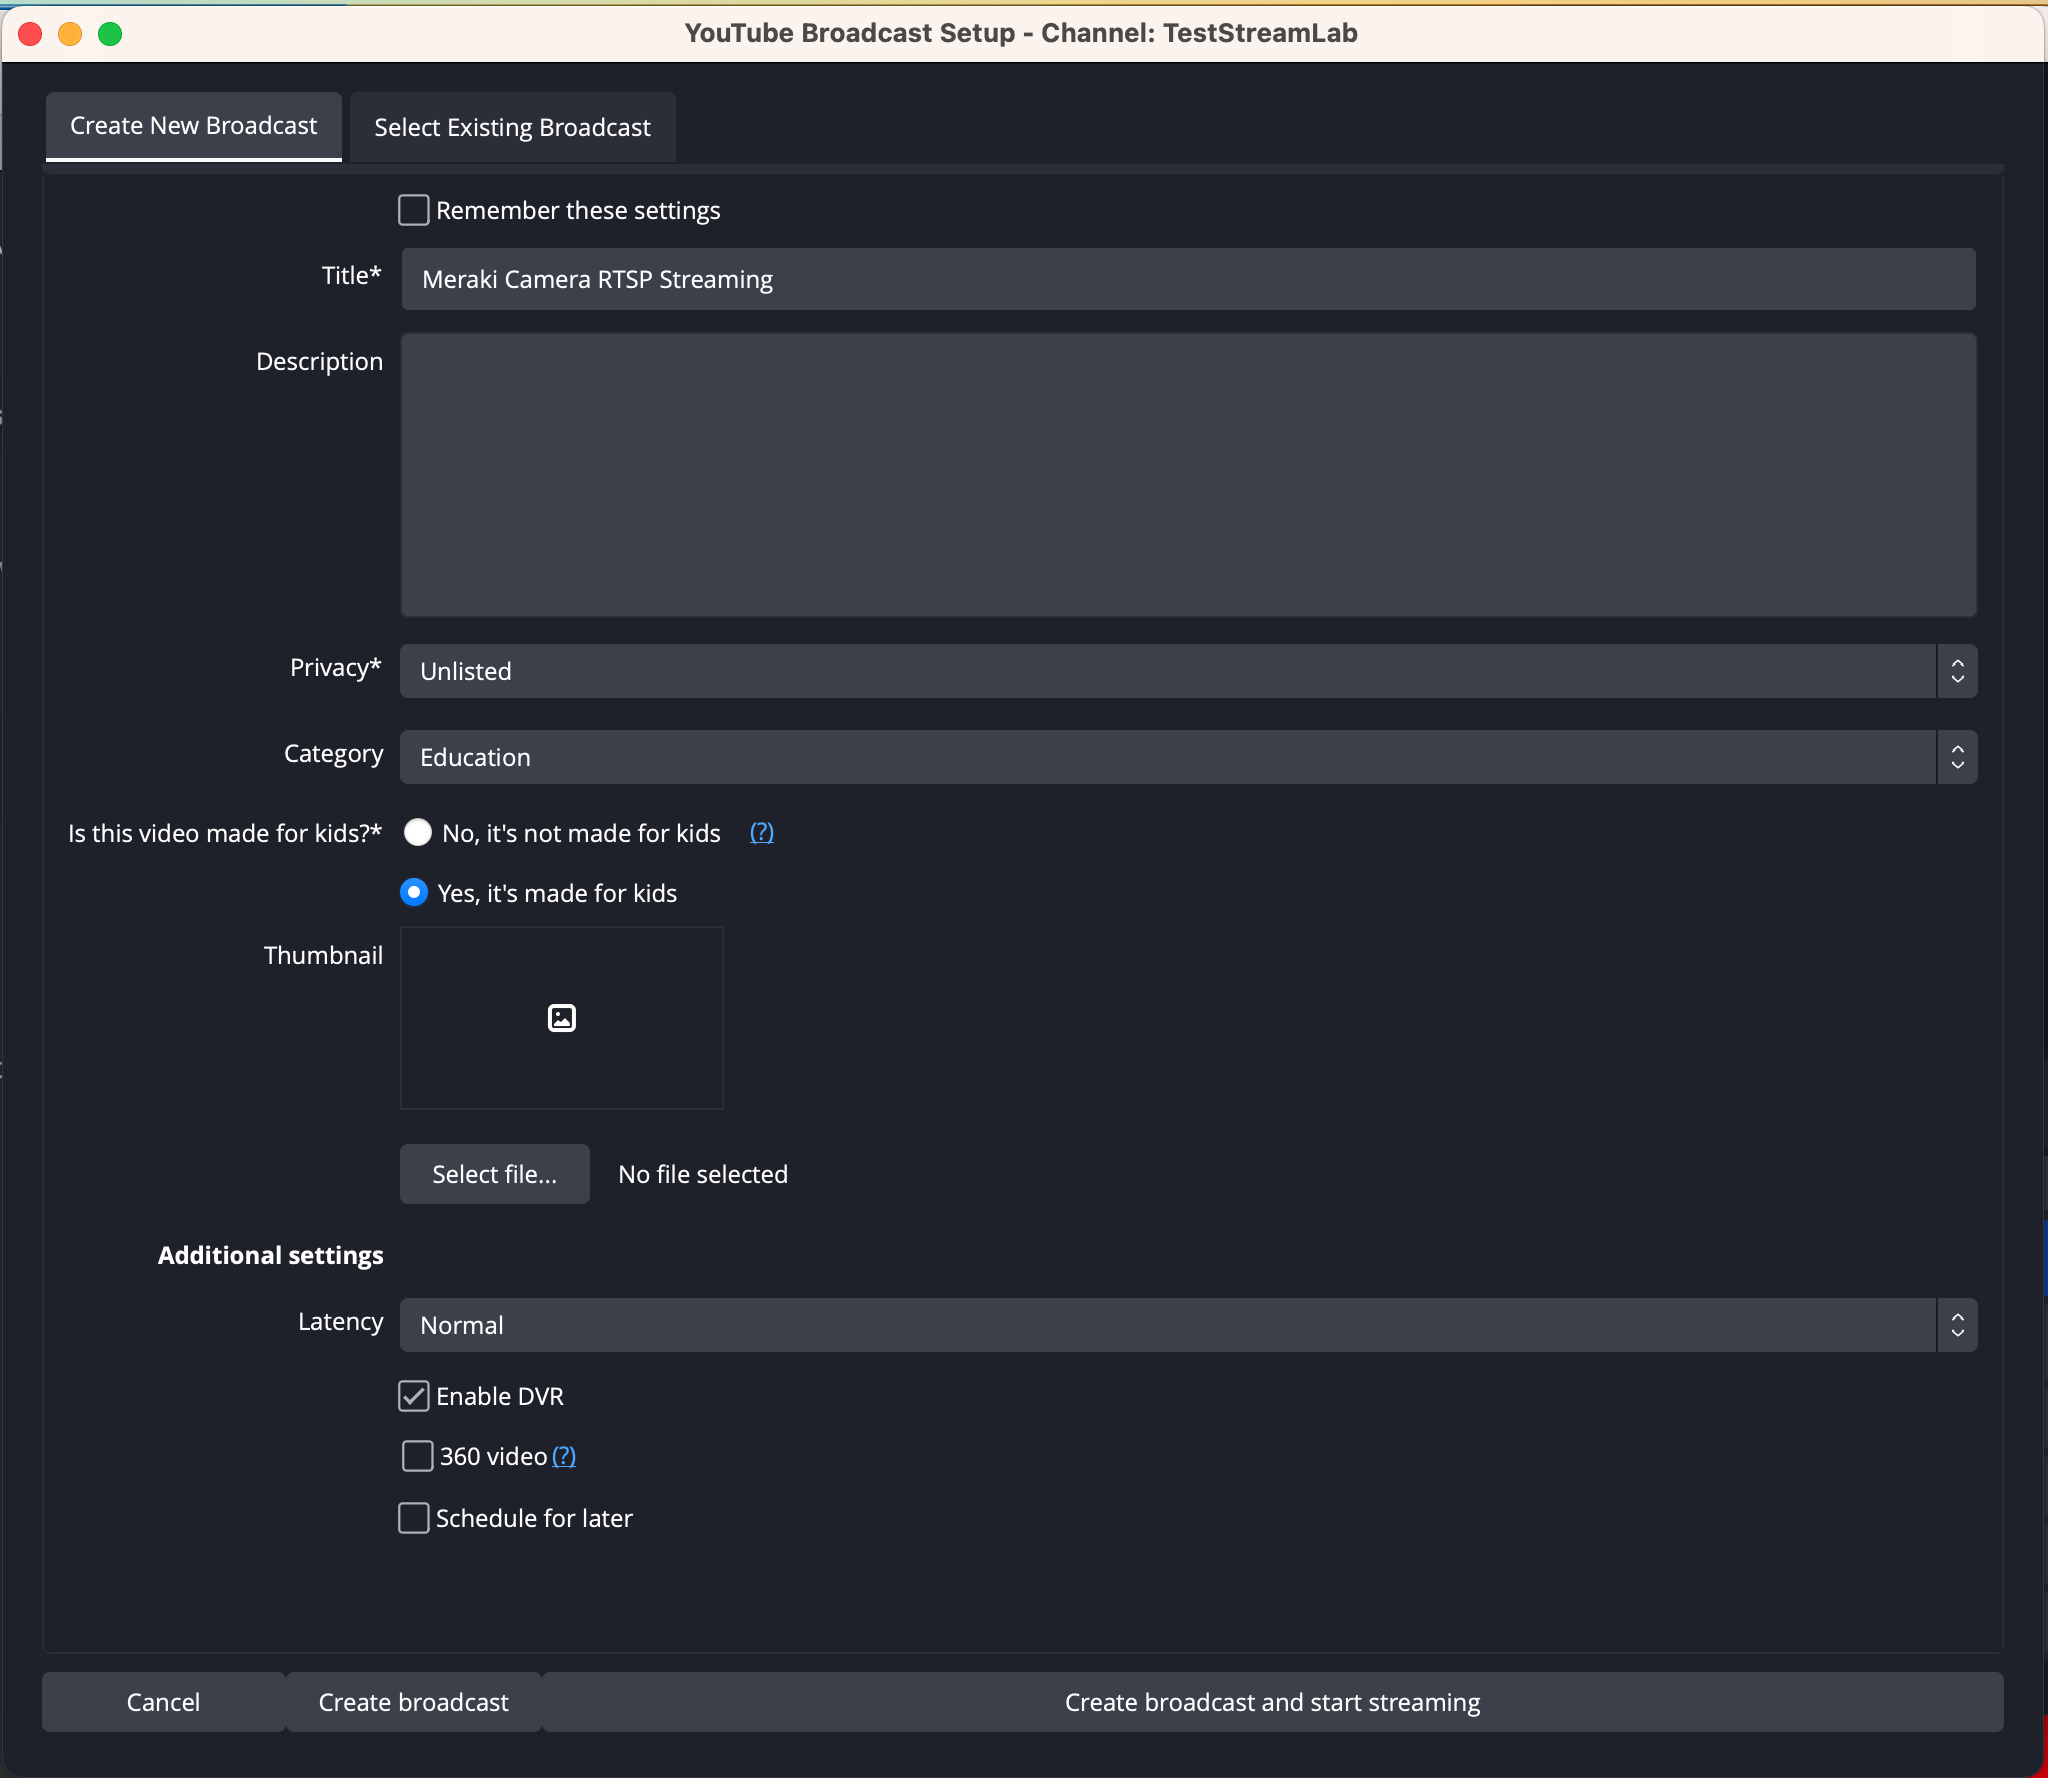 YouTube Broadcast Setup - Channel: TestStreamLab
Create New Broadcast
Select Existing Broadcast
Remember these settings
Title*
Meraki Camera RTSP Streaming
Description
Privacy*
Unlisted
Category
Education
Is this video made for kids?*
No, it's not made for kids
(?)
Yes, it's made for kids
Thumbnail
Select file...
No file selected
Additional settings
Latency
Normal
Enable DVR
360 video
(?)
Schedule for later
Cancel
Create broadcast
Create broadcast and start streaming